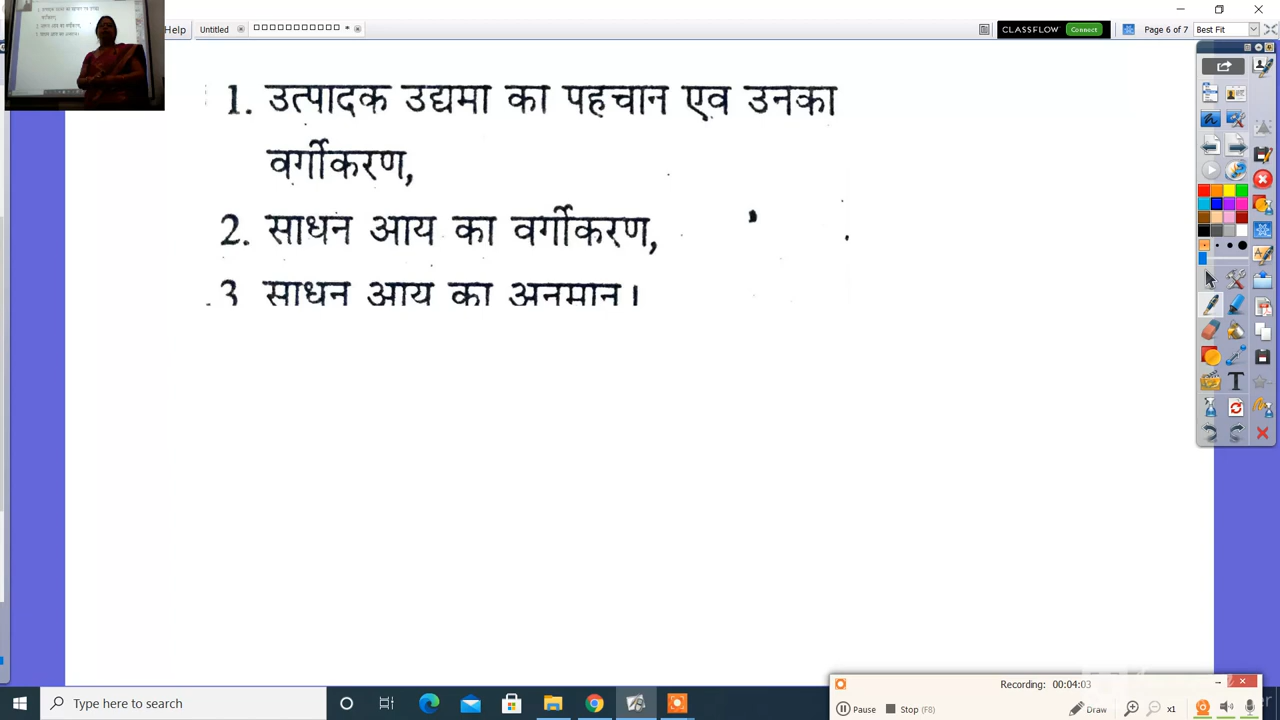 Help
Untitled
CLASSFLOW Connect
Page 6 of 7
Best Fit
1. उत्पादक उद्यमा का पहचान एव उनका
वर्गीकरण,
2. साधन आय का वर्गीकरण,
3 साधन आय का अनमान।
Recording: 00:04:03
Pause
Stop (F8)
Draw
x1
Type here to search